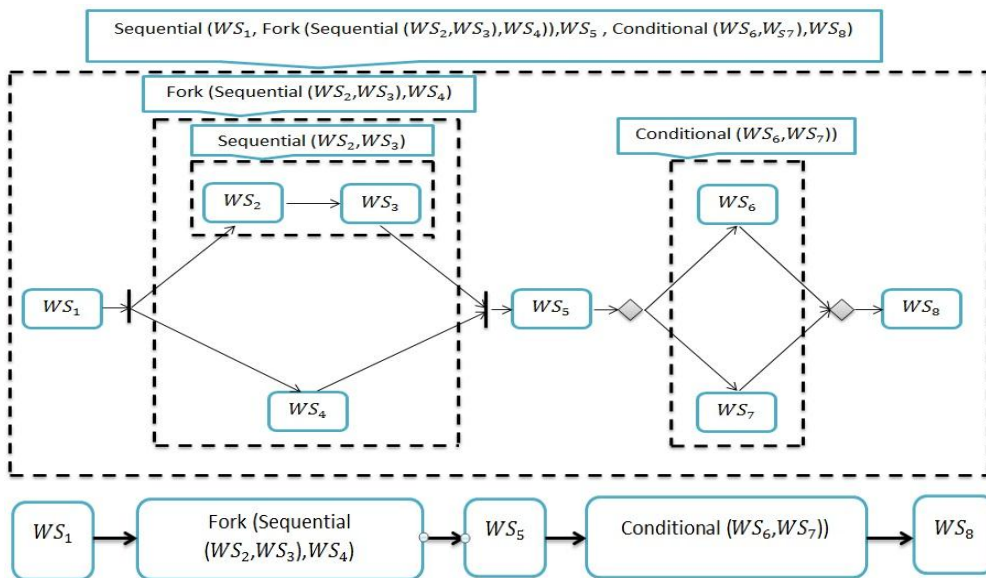 Sequential (WS₁, Fork (Sequential (WS₂,WS₃),WS₄)),WS₅ , Conditional (WS₆,W_S₇),WS₈)
Fork (Sequential (WS₂,WS₃),WS₄)
Sequential (WS₂,WS₃)
Conditional (WS₆,WS₇))
WS₂
WS₃
WS₆
WS₁
WS₅
WS₈
WS₄
WS₇
WS₁
Fork (Sequential
(WS₂,WS₃),WS₄)
WS₅
Conditional (WS₆,WS₇))
WS₈